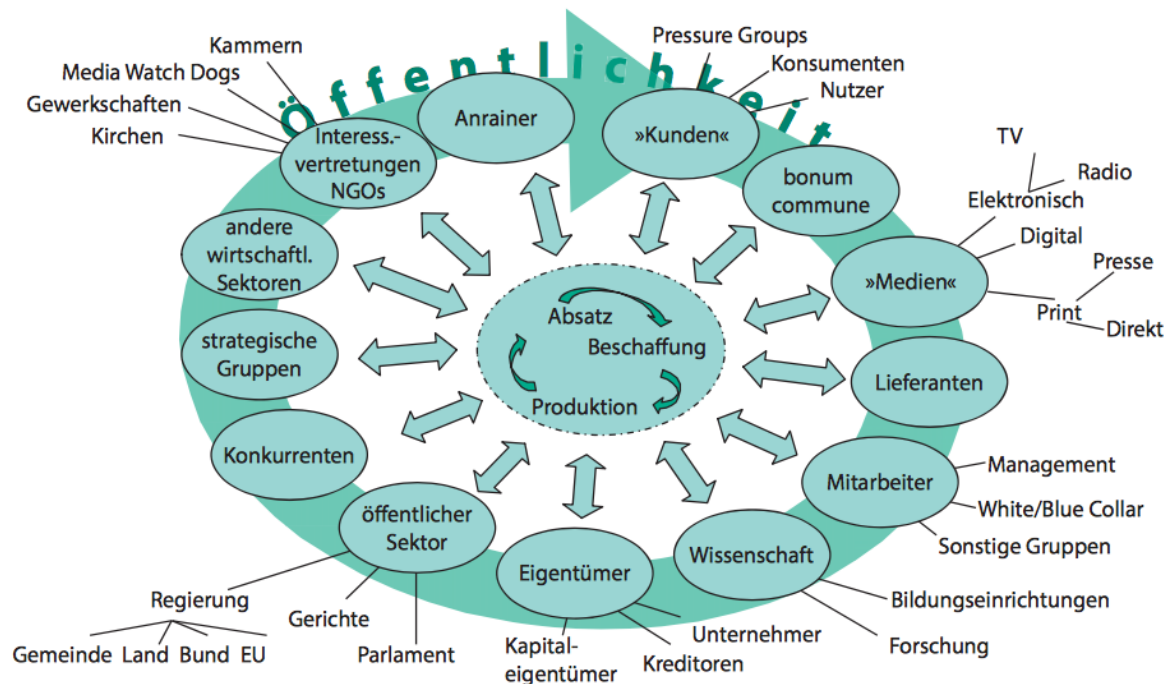 Öffentlichkeit
Kammern
Media Watch Dogs
Gewerkschaften
Kirchen
Interess.-
vertretungen
NGOs
Anrainer
Pressure Groups
Konsumenten
Nutzer
»Kunden«
bonum
commune
TV
Radio
Elektronisch
Digital
»Medien«
Presse
Print
Direkt
Lieferanten
Mitarbeiter
Management
White/Blue Collar
Sonstige Gruppen
Wissenschaft
Bildungseinrichtungen
Forschung
Eigentümer
Unternehmer
Kreditoren
Kapital-
eigentümer
öffentlicher
Sektor
Regierung
Gemeinde Land Bund EU
Gerichte
Parlament
Konkurrenten
strategische
Gruppen
andere
wirtschaftl.
Sektoren
Absatz
Beschaffung
Produktion